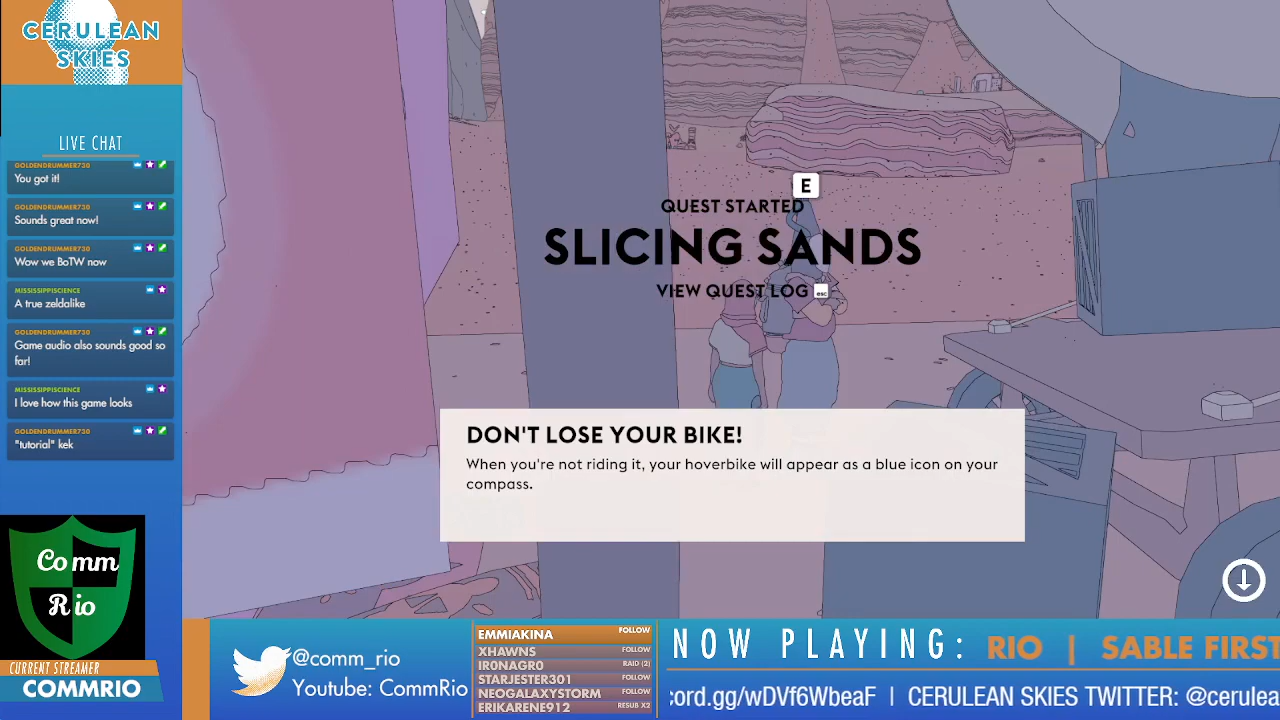 CERULEAN
SKIES
LIVE CHAT
GOLDENDRUMMER730
You got it!
GOLDENDRUMMER730
Sounds great now!
GOLDENDRUMMER730
Wow we BoTW now
MISSISSIPPISCIENCE
A true zeldalike
GOLDENDRUMMER730
Game audio also sounds good so
far!
MISSISSIPPISCIENCE
I love how this game looks
GOLDENDRUMMER730
"tutorial" kek
Comm
Rio
CURRENT STREAMER
COMMRIO
E
QUEST STARTED
SLICING SANDS
VIEW QUEST LOG esc
DON'T LOSE YOUR BIKE!
When you're not riding it, your hoverbike will appear as a blue icon on your
compass.
@comm_rio
Youtube: CommRio
EMMIAKINA FOLLOW
XHAWNS FOLLOW
IR0NAGR0 RAID (2)
STARJESTER301 FOLLOW
NEOGALAXYSTORM FOLLOW
ERIKARENE912 RESUB X2
NOW PLAYING: RIO | SABLE FIRST
cord.gg/wDVf6WbeaF | CERULEAN SKIES TWITTER: @cerulea